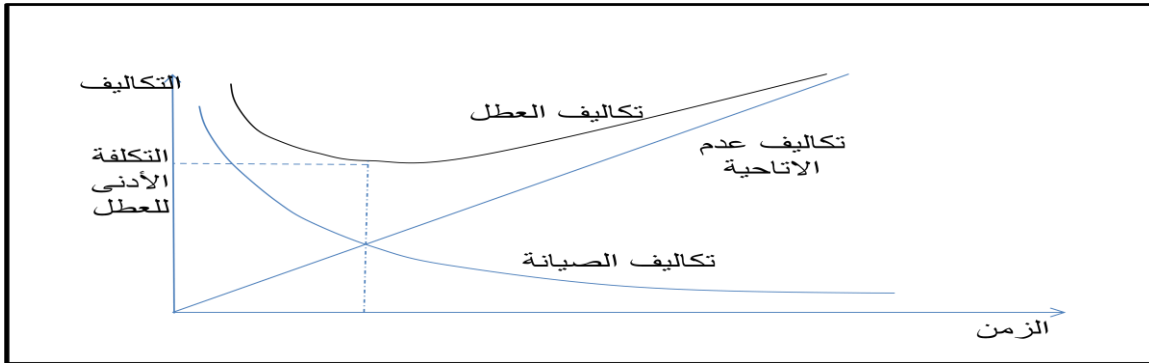 التكاليف
تكاليف العطل
تكاليف عدم
الاتاحية
التكلفة
الأدنى
للعطل
تكاليف الصيانة
الزمن